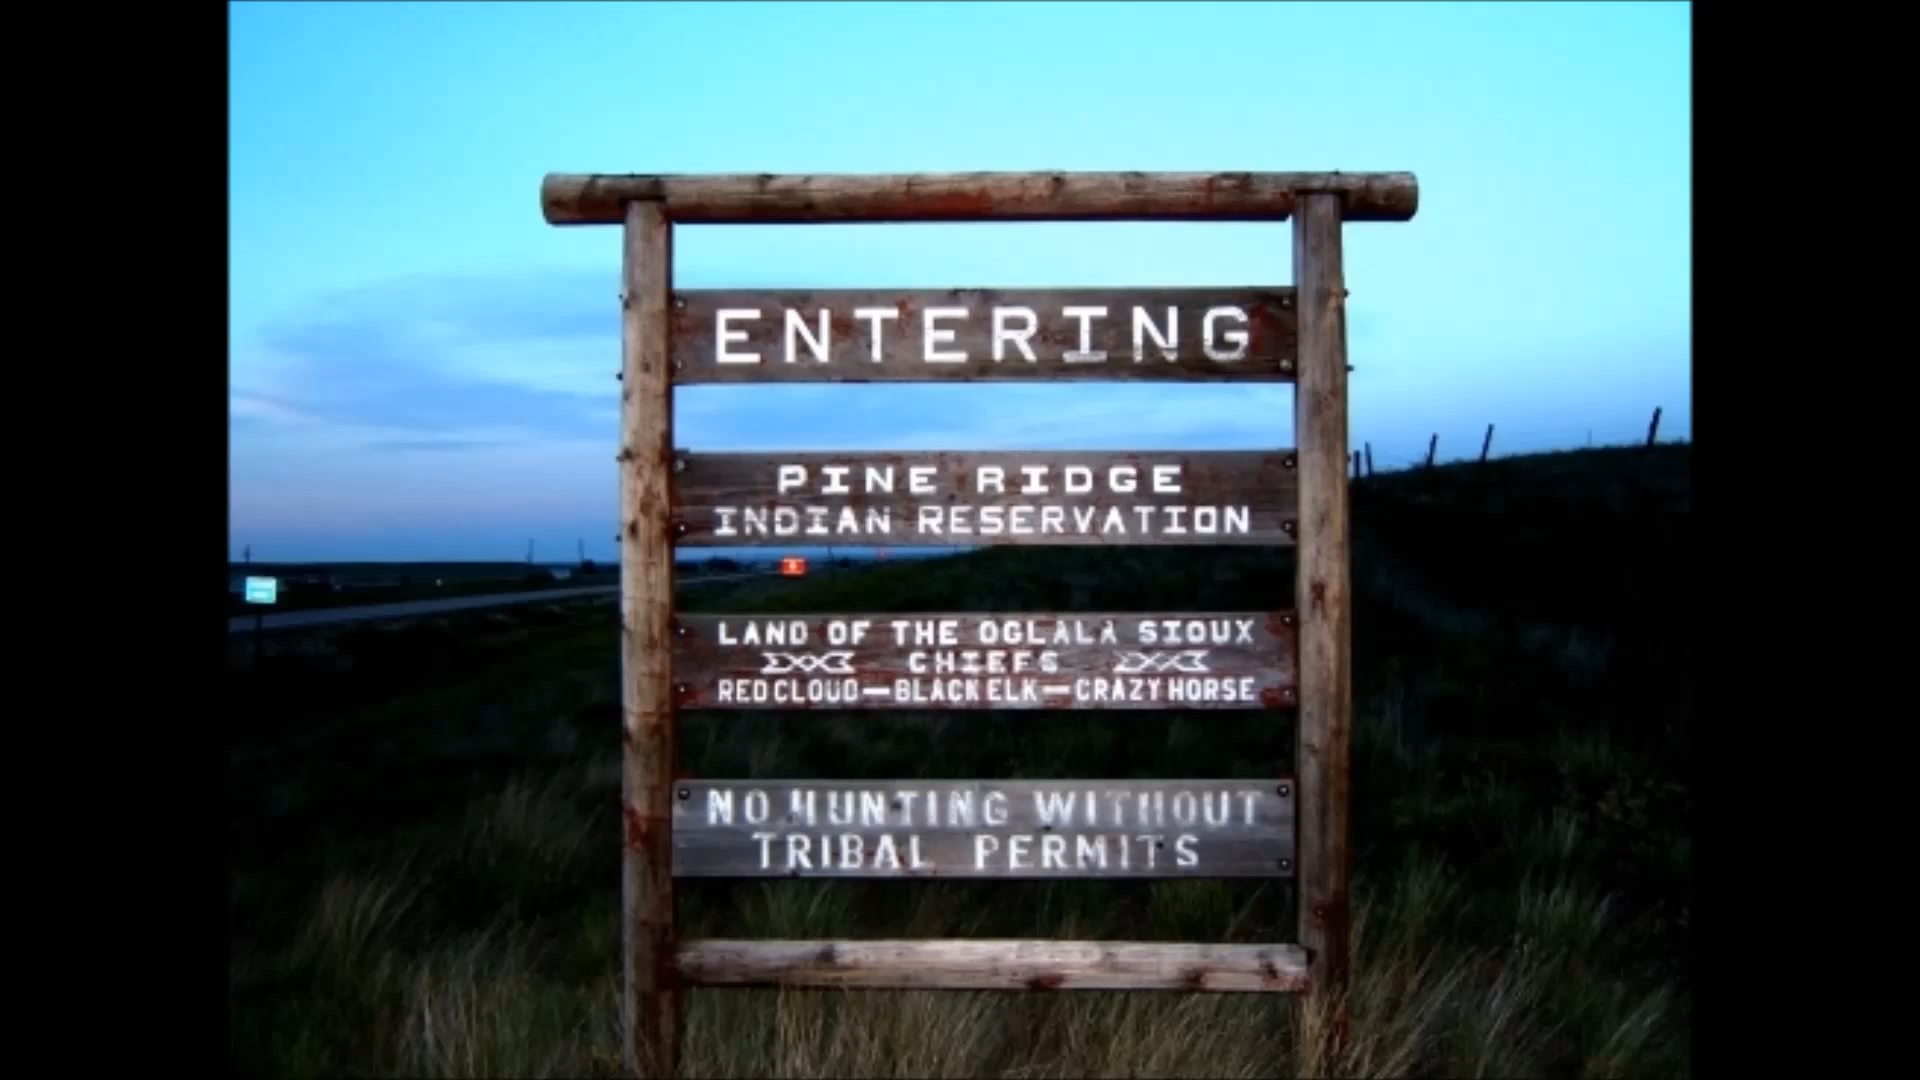 ENTERING
PINE RIDGE
INDIAN RESERVATION
LAND OF THE OGLALA SIOUX
CHIEFS
RED CLOUD—BLACK ELK—CRAZY HORSE
NO HUNTING WITHOUT
TRIBAL PERMITS